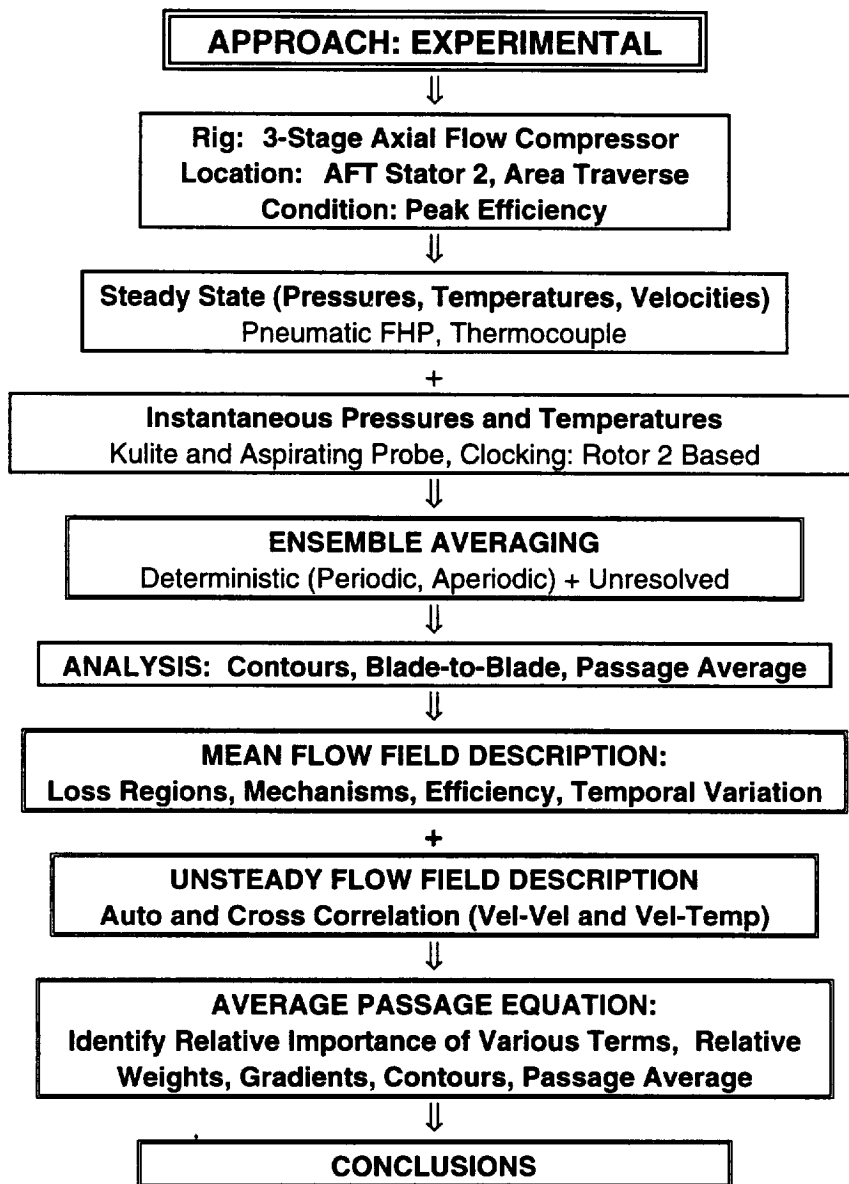 APPROACH: EXPERIMENTAL
⇓
Rig: 3-Stage Axial Flow Compressor
Location: AFT Stator 2, Area Traverse
Condition: Peak Efficiency
⇓
Steady State (Pressures, Temperatures, Velocities)
Pneumatic FHP, Thermocouple
+
Instantaneous Pressures and Temperatures
Kulite and Aspirating Probe, Clocking: Rotor 2 Based
⇓
ENSEMBLE AVERAGING
Deterministic (Periodic, Aperiodic) + Unresolved
⇓
ANALYSIS: Contours, Blade-to-Blade, Passage Average
⇓
MEAN FLOW FIELD DESCRIPTION:
Loss Regions, Mechanisms, Efficiency, Temporal Variation
+
UNSTEADY FLOW FIELD DESCRIPTION
Auto and Cross Correlation (Vel-Vel and Vel-Temp)
⇓
AVERAGE PASSAGE EQUATION:
Identify Relative Importance of Various Terms, Relative
Weights, Gradients, Contours, Passage Average
⇓
CONCLUSIONS